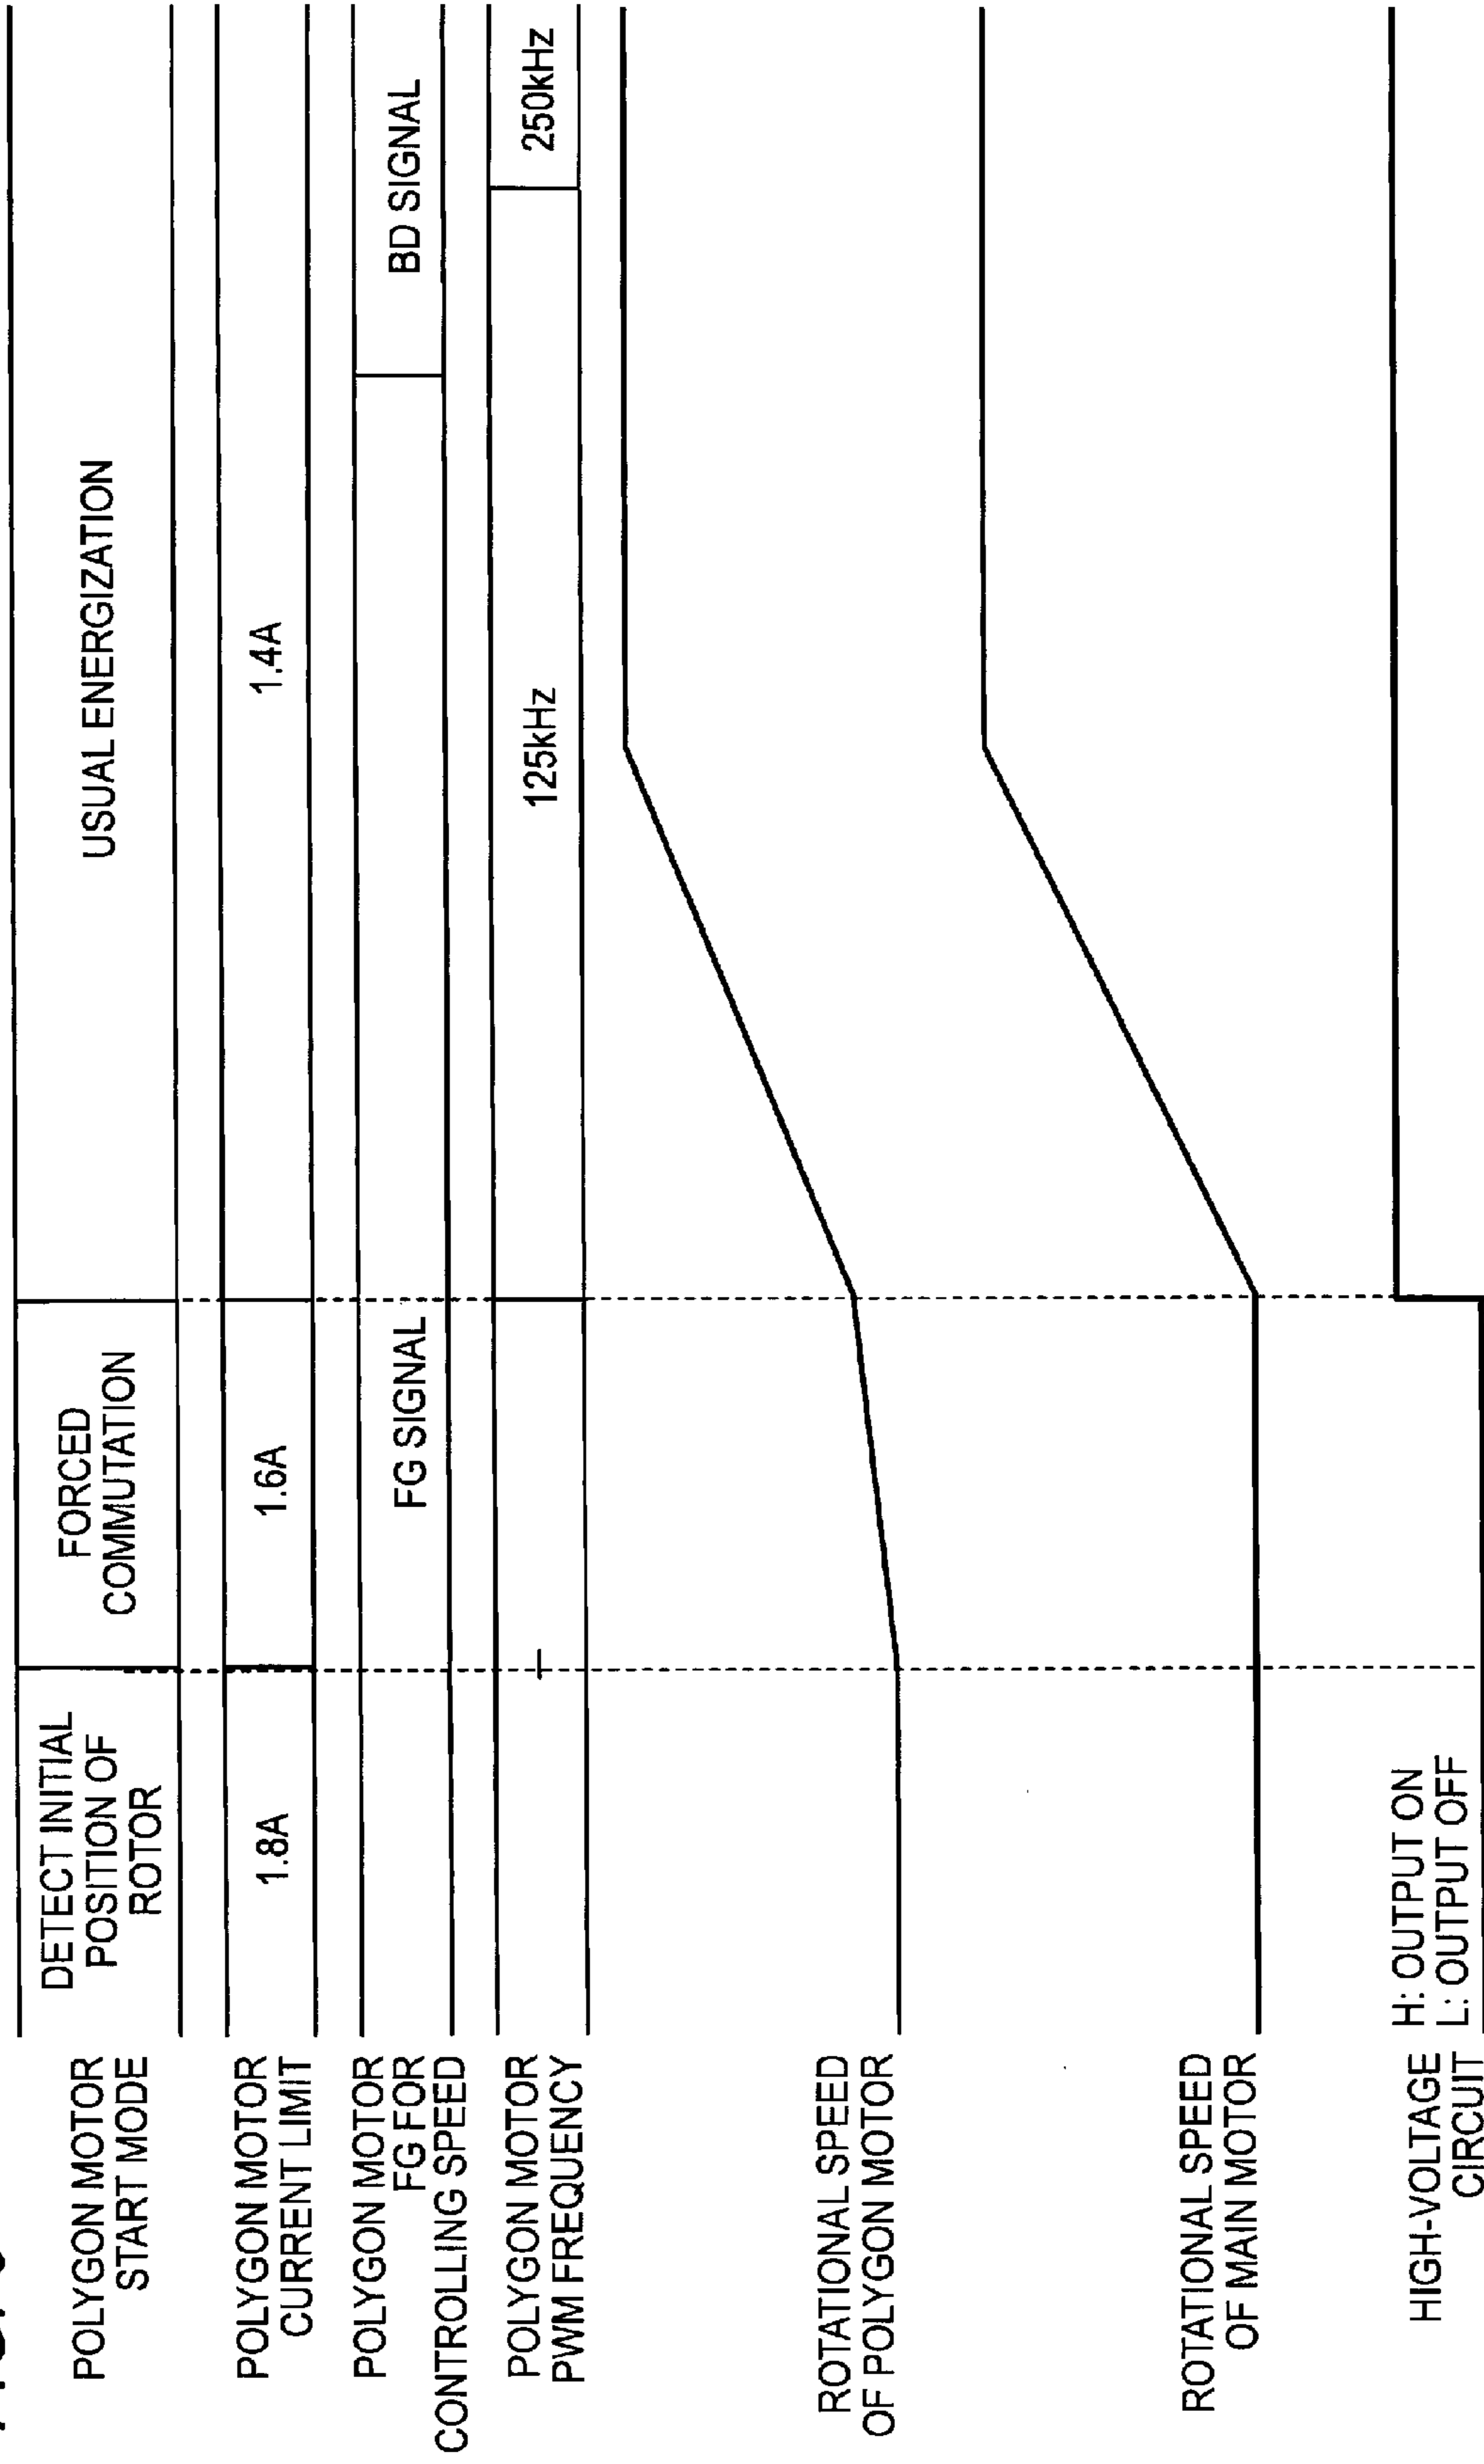 POLYGON MOTOR
START MODE
DETECT INITIAL
POSITION OF
ROTOR
FORCED
COMMUTATION
USUAL ENERGIZATION
POLYGON MOTOR
CURRENT LIMIT
1.8A
1.6A
1.4A
POLYGON MOTOR
FG FOR
CONTROLLING SPEED
FG SIGNAL
BD SIGNAL
POLYGON MOTOR
PWM FREQUENCY
–
125kHz
250kHz
ROTATIONAL SPEED
OF POLYGON MOTOR
ROTATIONAL SPEED
OF MAIN MOTOR
HIGH-VOLTAGE
CIRCUIT
H: OUTPUT ON
L: OUTPUT OFF